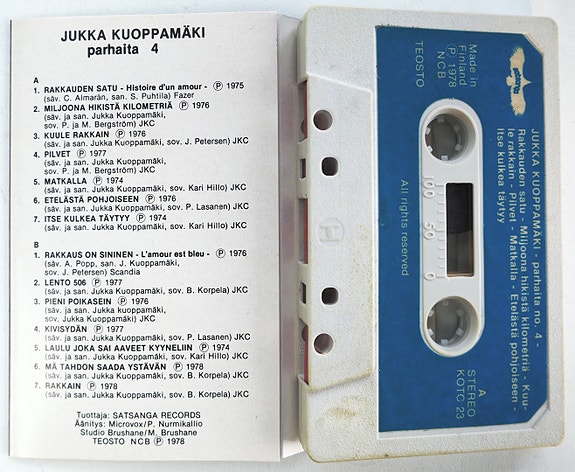 JUKKA KUOPPAMÄKI
parhaita 4
A
1. RAKKAUDEN SATU - Histoire d'un amour - Ⓟ 1975
(säv. C. Almarán, san. S. Puhtila) Fazer
2. MILJOONA HIKISTÄ KILOMETRIÄ Ⓟ 1976
(säv. ja san. Jukka Kuoppamäki,
sov. P. ja M. Bergström) JKC
3. KUULE RAKKAIN Ⓟ 1976
(säv. ja san. Jukka Kuoppamäki, sov. J. Petersen) JKC
4. PILVET Ⓟ 1977
(säv. ja san. Jukka Kuoppamäki,
sov. P. ja M. Bergström) JKC
5. MATKALLA Ⓟ 1974
(säv. ja san. Jukka Kuoppamäki, sov. Kari Hillo) JKC
6. ETELÄSTÄ POHJOISEEN Ⓟ 1976
(säv. ja san. Jukka Kuoppamäki, sov. P. Lasanen) JKC
7. ITSE KULKEA TÄYTYY Ⓟ 1974
(säv. ja san. Jukka Kuoppamäki, sov. Kari Hillo) JKC
B
1. RAKKAUS ON SININEN - L'amour est bleu - Ⓟ 1976
(säv. A. Popp, san. J. Kuoppamäki,
sov. J. Petersen) Scandia
2. LENTO 506 Ⓟ 1977
(säv. ja san. Jukka Kuoppamäki, sov. B. Korpela) JKC
3. PIENI POIKASEIN Ⓟ 1976
(säv. ja san. Jukka Kuoppamäki,
sov. Jukka Kuoppamäki) JKC
4. KIVISYDÄN Ⓟ 1977
(säv. ja san. Jukka Kuoppamäki, sov. P. Lasanen) JKC
5. LAULU JOKA SAI AAVEET KYYNELIIN Ⓟ 1974
(säv. ja san. Jukka Kuoppamäki, sov. Kari Hillo) JKC
6. MÄ TAHDON SAADA YSTÄVÄN Ⓟ 1978
(säv. ja san. Jukka Kuoppamäki, sov. B. Korpela) JKC
7. RAKKAIN Ⓟ 1978
(säv. ja san. Jukka Kuoppamäki, sov. B. Korpela) JKC
Tuottaja: SATSANGA RECORDS
Äänitys: Microvox/P. Nurmikallio
Studio Brushane/M. Brushane
TEOSTO NCB Ⓟ 1978
JUKKA KUOPPAMÄKI - parhaita no. 4 -
Rakkauden satu - Miljoona hikistä kilometriä - Kuu-
le rakkain - Pilvet - Matkalla - Etelästä pohjoiseen -
Itse kulkea täytyy
Made in
Finland
Ⓟ 1978
NCB
TEOSTO
100 50 0
All rights reserved
A
STEREO
KOTC 23